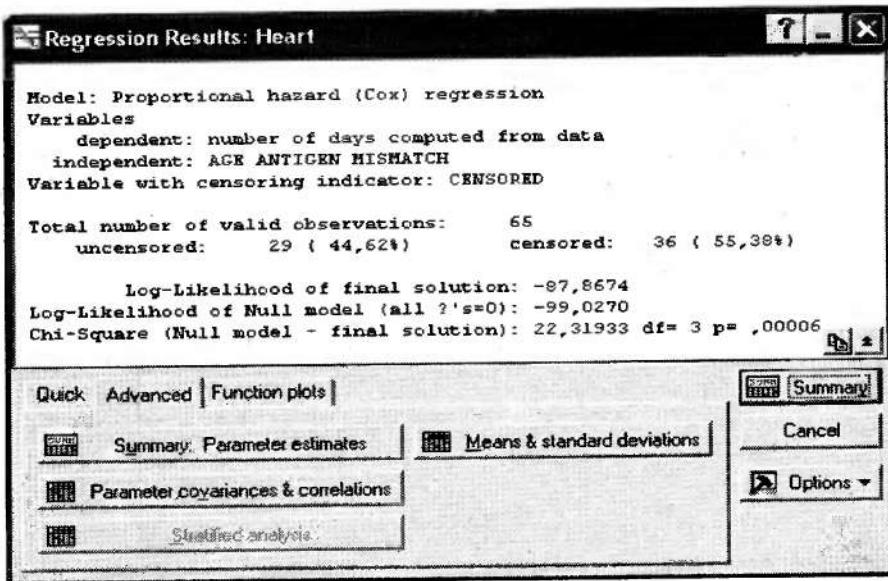 Regression Results: Heart
Model: Proportional hazard (Cox) regression
Variables
dependent: number of days computed from data
independent: AGE ANTIGEN MISMATCH
Variable with censoring indicator: CENSORED
Total number of valid observations: 65
uncensored: 29 ( 44,62%) censored: 36 ( 55,38%)
Log-Likelihood of final solution: -87,8674
Log-Likelihood of Null model (all ?'s=0): -99,0270
Chi-Square (Null model - final solution): 22,31933 df= 3 p= ,00006
Quick Advanced Function plots
Summary
Summary: Parameter estimates Means & standard deviations
Cancel
Parameter covariances & correlations
Options
Stratified analysis